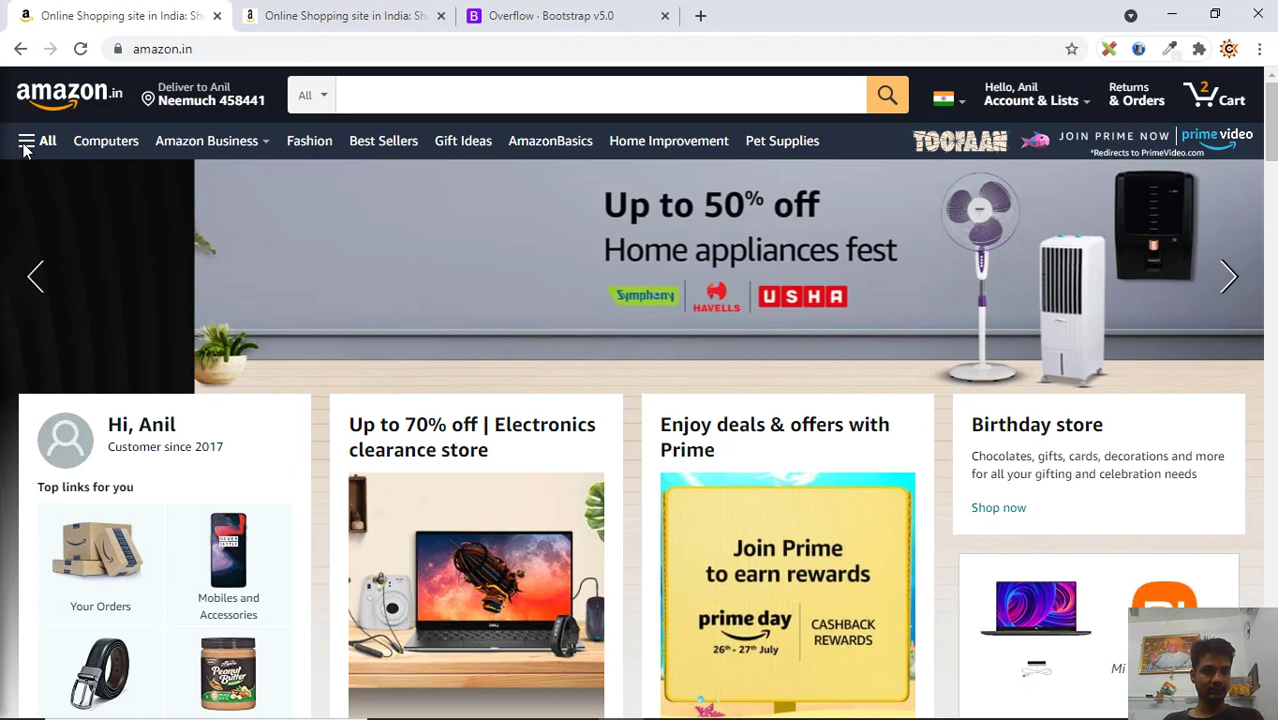 Online Shopping site in India: Sh
Online Shopping site in India: Sh
Overflow · Bootstrap v5.0
amazon.in
amazon.in
Deliver to Anil
Neemuch 458441
All
Hello, Anil
Account & Lists
Returns
& Orders
2
Cart
All
Computers
Amazon Business
Fashion
Best Sellers
Gift Ideas
AmazonBasics
Home Improvement
Pet Supplies
TOOFAAN
JOIN PRIME NOW
*Redirects to PrimeVideo.com
prime video
Up to 50% off
Home appliances fest
Symphony
HAVELLS
USHA
Hi, Anil
Customer since 2017
Top links for you
Your Orders
Mobiles and
Accessories
Up to 70% off | Electronics
clearance store
DELL
Enjoy deals & offers with
Prime
Join Prime
to earn rewards
prime day
26th - 27th July
CASHBACK
REWARDS
Birthday store
Chocolates, gifts, cards, decorations and more
for all your gifting and celebration needs
Shop now
Mi